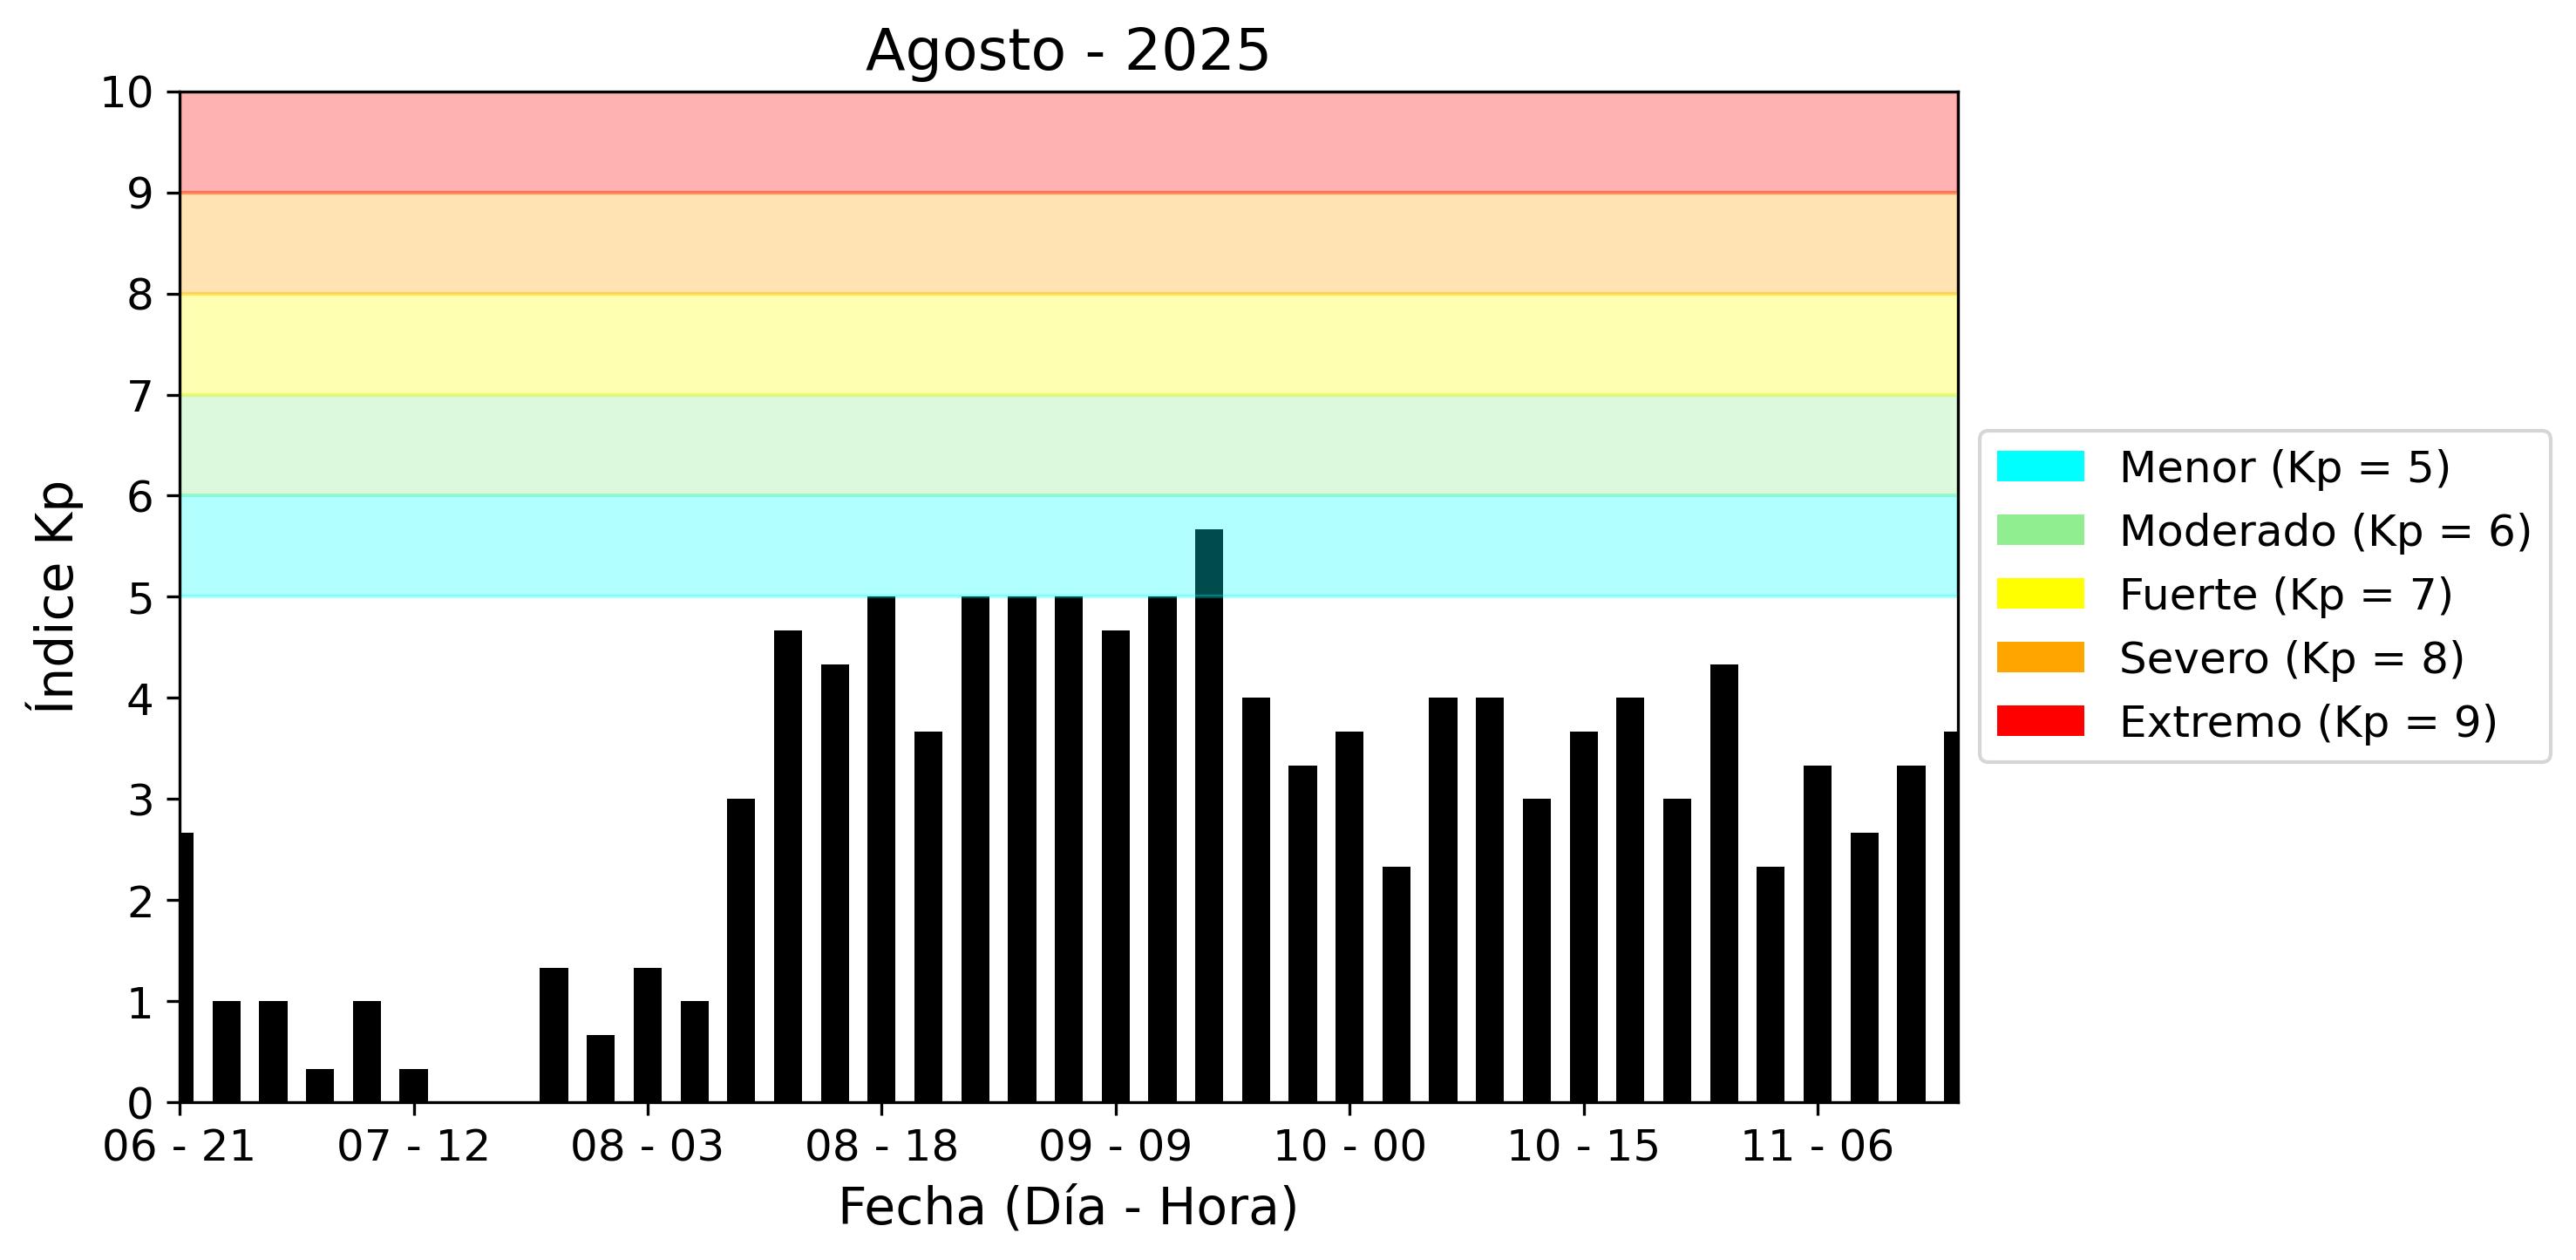 Agosto - 2025
10
9
8
7
6
5
4
3
2
1
0
Índice Kp
06 - 21
07 - 12
08 - 03
08 - 18
09 - 09
10 - 00
10 - 15
11 - 06
Fecha (Día - Hora)
Menor (Kp = 5)
Moderado (Kp = 6)
Fuerte (Kp = 7)
Severo (Kp = 8)
Extremo (Kp = 9)